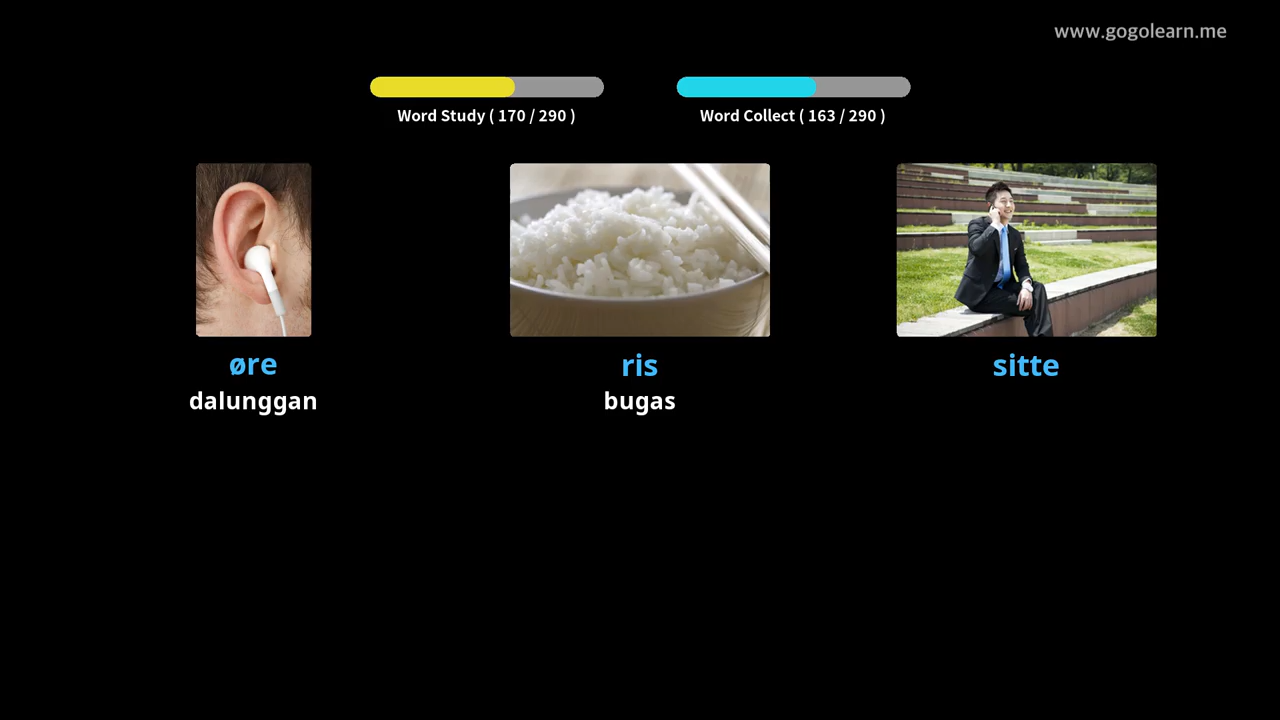 www.gogolearn.me
Word Study ( 170 / 290 )
Word Collect ( 163 / 290 )
øre
ris
sitte
dalunggan
bugas